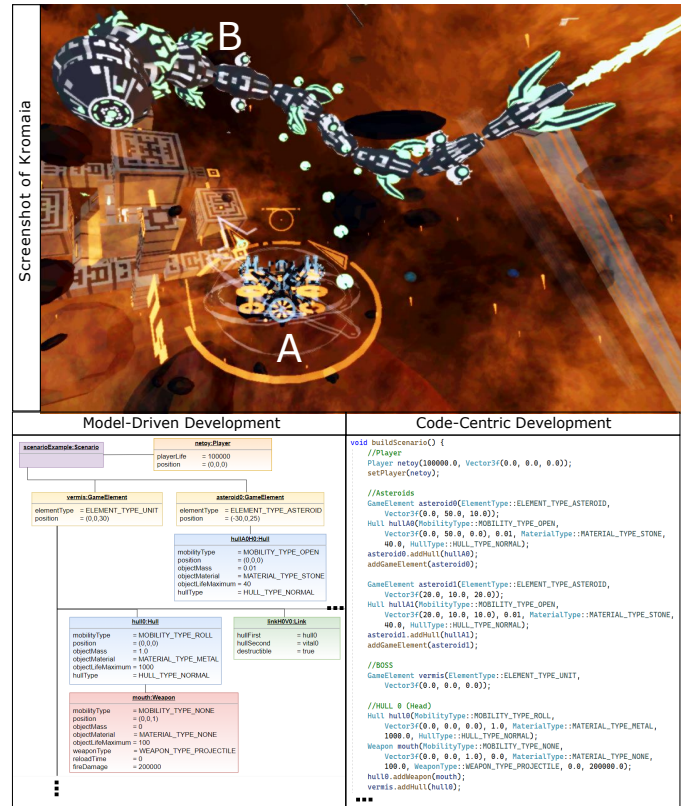 Screenshot of Kromaia
B
A
Model-Driven Development
Code-Centric Development
scenarioExample:Scenario
netoy:Player
playerLife = 100000
position = (0,0,0)
vermis:GameElement
elementType = ELEMENT_TYPE_UNIT
position = (0,0,30)
asteroid0:GameElement
elementType = ELEMENT_TYPE_ASTEROID
position = (-30,0,25)
hullA0H0:Hull
mobilityType = MOBILITY_TYPE_OPEN
position = (0,0,0)
objectMass = 0.01
objectMaterial = MATERIAL_TYPE_STONE
objectLifeMaximum = 40
hullType = HULL_TYPE_NORMAL
hull0:Hull
mobilityType = MOBILITY_TYPE_ROLL
position = (0,0,0)
objectMass = 1.0
objectMaterial = MATERIAL_TYPE_METAL
objectLifeMaximum = 1000
hullType = HULL_TYPE_NORMAL
linkH0V0:Link
hullFirst = hull0
hullSecond = vital0
destructible = true
mouth:Weapon
mobilityType = MOBILITY_TYPE_NONE
position = (0,0,1)
objectMass = 0
objectMaterial = MATERIAL_TYPE_NONE
objectLifeMaximum = 100
weaponType = WEAPON_TYPE_PROJECTILE
reloadTime = 0
fireDamage = 200000
void buildScenario() {
//Player
Player netoy(100000.0, Vector3f(0.0, 0.0, 0.0));
setPlayer(netoy);
//Asteroids
GameElement asteroid0(ElementType::ELEMENT_TYPE_ASTEROID,
Vector3f(0.0, 50.0, 10.0));
Hull hullA0(MobilityType::MOBILITY_TYPE_OPEN,
Vector3f(0.0, 50.0, 0.0), 0.01, MaterialType::MATERIAL_TYPE_STONE,
40.0, HullType::HULL_TYPE_NORMAL);
asteroid0.addHull(hullA0);
addGameElement(asteroid0);
GameElement asteroid1(ElementType::ELEMENT_TYPE_ASTEROID,
Vector3f(20.0, 10.0, 20.0));
Hull hullA1(MobilityType::MOBILITY_TYPE_OPEN,
Vector3f(20.0, 10.0, 10.0), 0.01, MaterialType::MATERIAL_TYPE_STONE,
40.0, HullType::HULL_TYPE_NORMAL);
asteroid1.addHull(hullA1);
addGameElement(asteroid1);
//BOSS
GameElement vermis(ElementType::ELEMENT_TYPE_UNIT,
Vector3f(0.0, 0.0, 0.0));
//HULL 0 (Head)
Hull hull0(MobilityType::MOBILITY_TYPE_ROLL,
Vector3f(0.0, 0.0, 0.0), 1.0, MaterialType::MATERIAL_TYPE_METAL,
1000.0, HullType::HULL_TYPE_NORMAL);
Weapon mouth(MobilityType::MOBILITY_TYPE_NONE,
Vector3f(0.0, 0.0, 1.0), 0.0, MaterialType::MATERIAL_TYPE_NONE,
100.0, WeaponType::WEAPON_TYPE_PROJECTILE, 0.0, 200000.0);
hull0.addWeapon(mouth);
vermis.addHull(hull0);